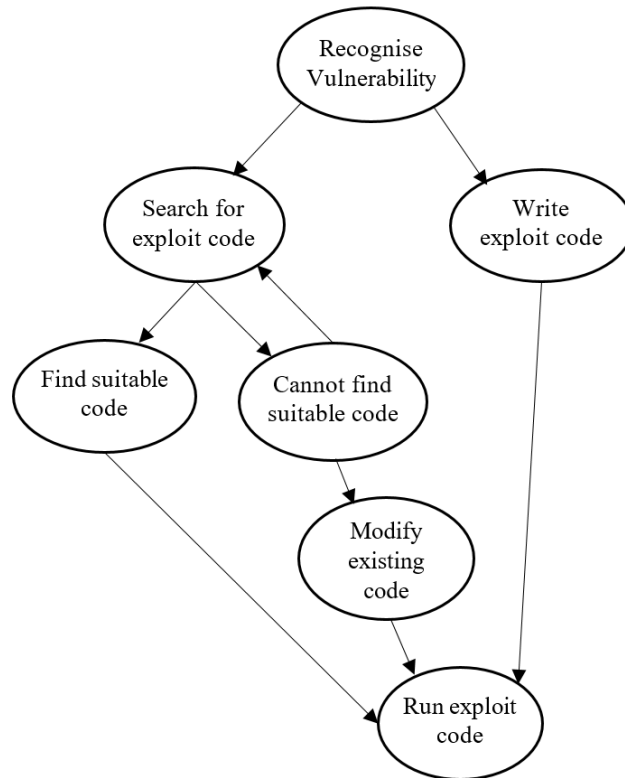 Recognise
Vulnerability
Search for
exploit code
Write
exploit code
Find suitable
code
Cannot find
suitable code
Modify
existing
code
Run exploit
code